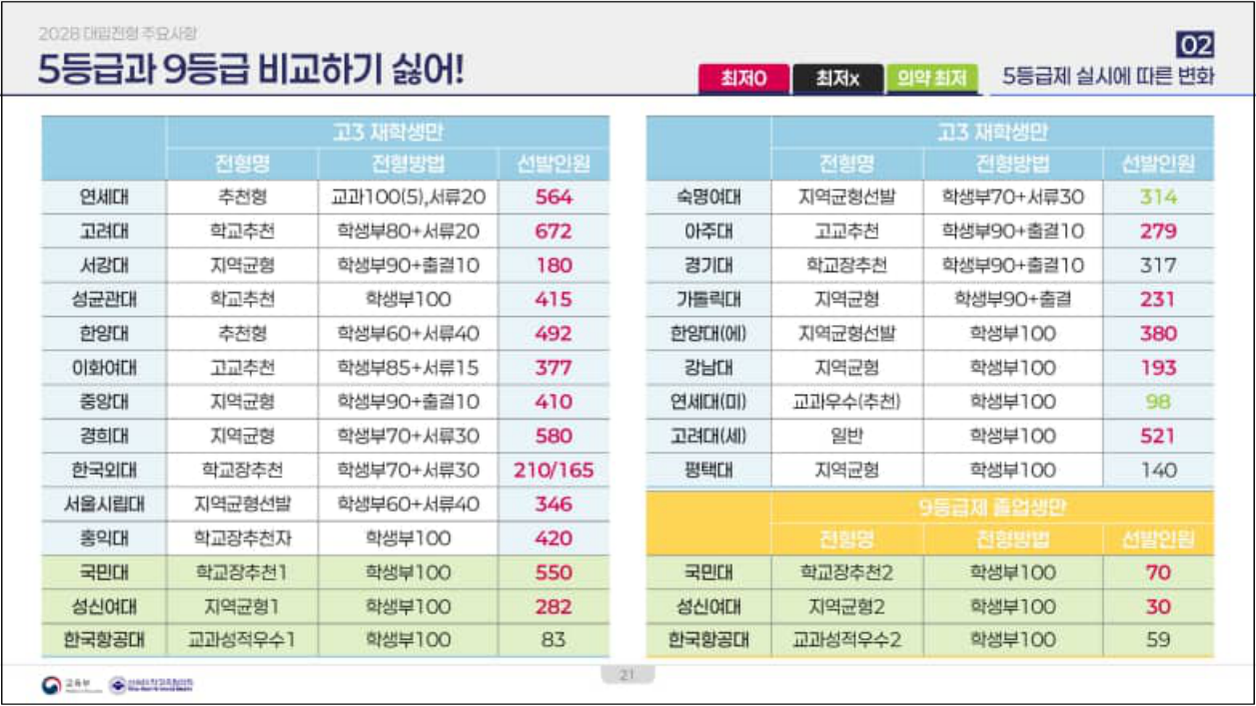 2028 대입전형 주요사항
5등급과 9등급 비교하기 싫어!
최저O 최저x 의약 최저
02
5등급제 실시에 따른 변화
고3 재학생만
전형명 전형방법 선발인원
연세대 추천형 교과100(5),서류20 564
고려대 학교추천 학생부80+서류20 672
서강대 지역균형 학생부90+출결10 180
성균관대 학교추천 학생부100 415
한양대 추천형 학생부60+서류40 492
이화여대 고교추천 학생부85+서류15 377
중앙대 지역균형 학생부90+출결10 410
경희대 지역균형 학생부70+서류30 580
한국외대 학교장추천 학생부70+서류30 210/165
서울시립대 지역균형선발 학생부60+서류40 346
홍익대 학교장추천자 학생부100 420
국민대 학교장추천1 학생부100 550
성신여대 지역균형1 학생부100 282
한국항공대 교과성적우수1 학생부100 83
고3 재학생만
전형명 전형방법 선발인원
숙명여대 지역균형선발 학생부70+서류30 314
아주대 고교추천 학생부90+출결10 279
경기대 학교장추천 학생부90+출결10 317
가톨릭대 지역균형 학생부90+출결 231
한양대(에) 지역균형선발 학생부100 380
강남대 지역균형 학생부100 193
연세대(미) 교과우수(추천) 학생부100 98
고려대(세) 일반 학생부100 521
평택대 지역균형 학생부100 140
9등급제 졸업생만
전형명 전형방법 선발인원
국민대 학교장추천2 학생부100 70
성신여대 지역균형2 학생부100 30
한국항공대 교과성적우수2 학생부100 59
교육부
21